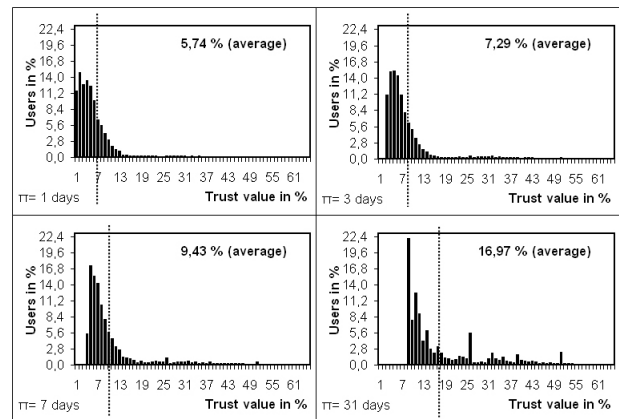 22,4
19,6
16,8
14,0
11,2
8,4
5,6
2,8
0,0
Users in %
5,74 % (average)
1 7 13 19 25 31 37 43 49 55 61
π= 1 days
Trust value in %
22,4
19,6
16,8
14,0
11,2
8,4
5,6
2,8
0,0
Users in %
7,29 % (average)
1 7 13 19 25 31 37 43 49 55 61
π= 3 days
Trust value in %
22,4
19,6
16,8
14,0
11,2
8,4
5,6
2,8
0,0
Users in %
9,43 % (average)
1 7 13 19 25 31 37 43 49 55 61
π= 7 days
Trust value in %
22,4
19,6
16,8
14,0
11,2
8,4
5,6
2,8
0,0
Users in %
16,97 % (average)
1 7 13 19 25 31 37 43 49 55 61
π= 31 days
Trust value in %